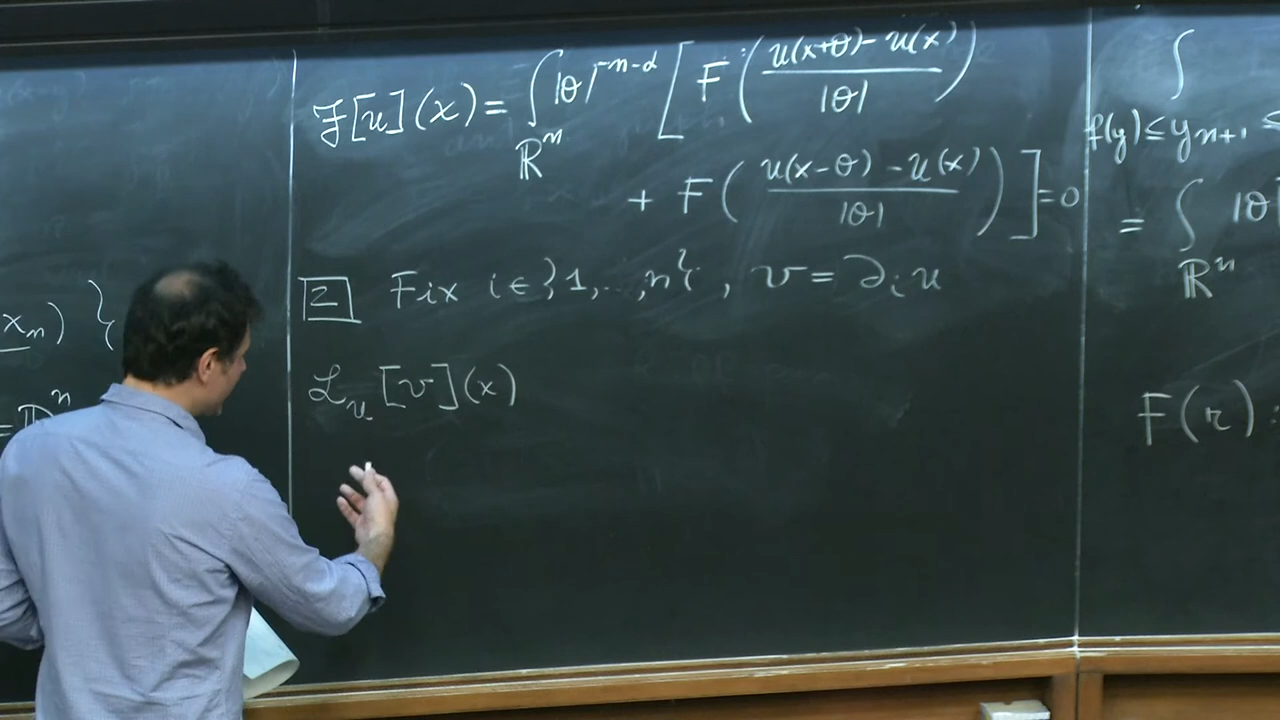 x_n) }
= ℝ^n
𝓕[u](x) = ∫_{ℝ^n} |θ|^{-n-α} [ F( (u(x+θ) - u(x)) / |θ| )
+ F( (u(x-θ) - u(x)) / |θ| ) ] = 0
2 Fix i ∈ {1,..,n}, v = ∂_i u
𝓛_u [v](x)
∫_{f(y) ≤ y_{n+1} ≤
= ∫_{ℝ^n} |θ|
F(r) :